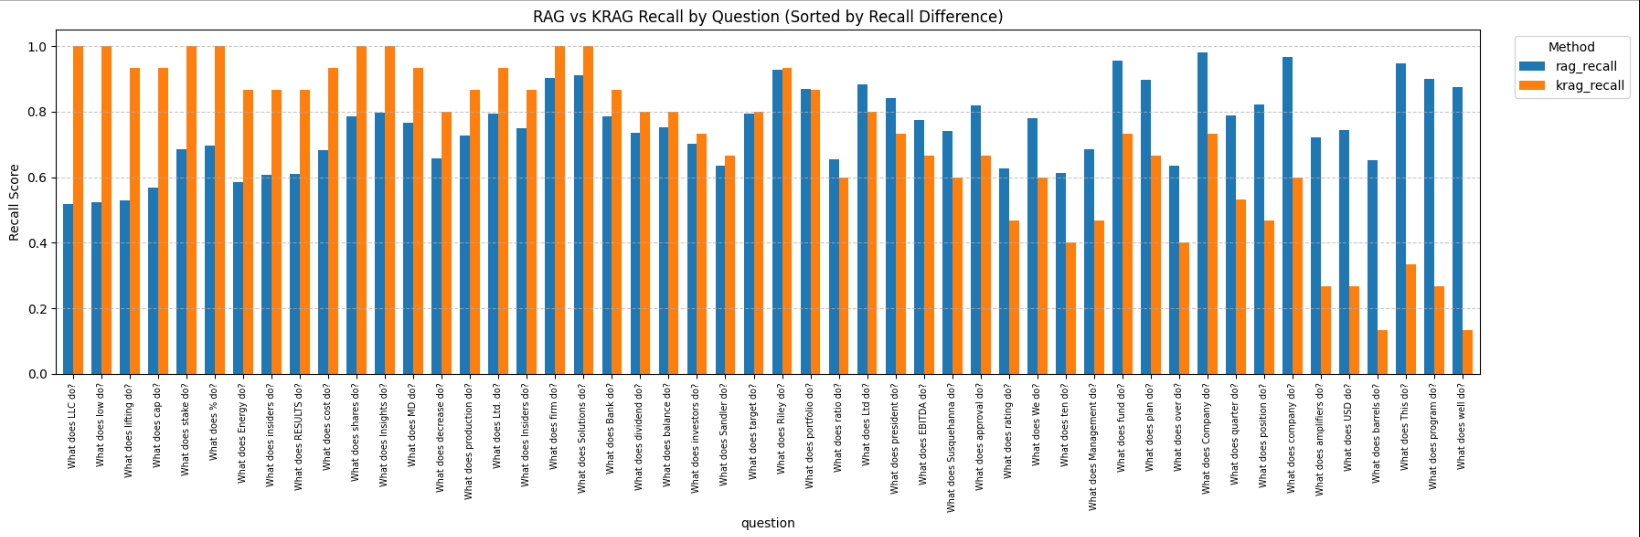 RAG vs KRAG Recall by Question (Sorted by Recall Difference)
Method
rag_recall
krag_recall
Recall Score
1.0
0.8
0.6
0.4
0.2
0.0
What does LLC do?
What does low do?
What does lifting do?
What does cap do?
What does stake do?
What does % do?
What does Energy do?
What does insiders do?
What does RESULTS do?
What does cost do?
What does shares do?
What does Insights do?
What does MD do?
What does decrease do?
What does production do?
What does Ltd. do?
What does Insiders do?
What does firm do?
What does Solutions do?
What does Bank do?
What does dividend do?
What does balance do?
What does investors do?
What does Sandler do?
What does target do?
What does Riley do?
What does portfolio do?
What does ratio do?
What does Ltd do?
What does president do?
What does EBITDA do?
What does Susquehanna do?
What does approval do?
What does rating do?
What does We do?
What does ten do?
What does Management do?
What does fund do?
What does plan do?
What does over do?
What does Company do?
What does quarter do?
What does position do?
What does company do?
What does amplifiers do?
What does USD do?
What does barrels do?
What does This do?
What does program do?
What does well do?
question